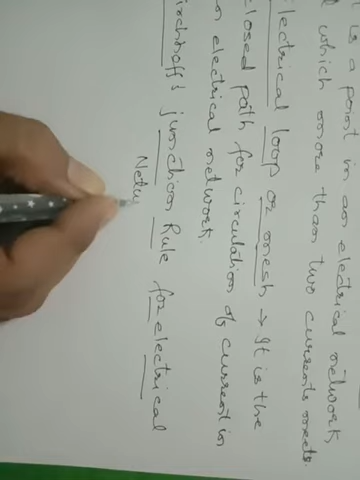 is a point in an electrical network,
which more than two currents meets.
Electrical loop or mesh → It is the
closed path for circulation of current in
an electrical network.
irchhoff's junction Rule for electrical
Netw